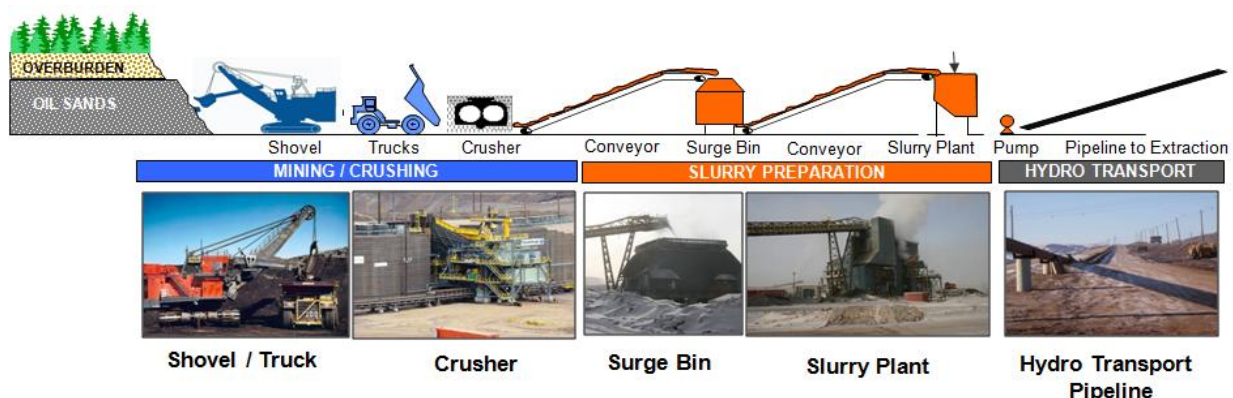 OVERBURDEN
OIL SANDS
Shovel Trucks Crusher Conveyor Surge Bin Conveyor Slurry Plant Pump Pipeline to Extraction
MINING / CRUSHING SLURRY PREPARATION HYDRO TRANSPORT
Shovel / Truck Crusher Surge Bin Slurry Plant Hydro Transport
Pipeline